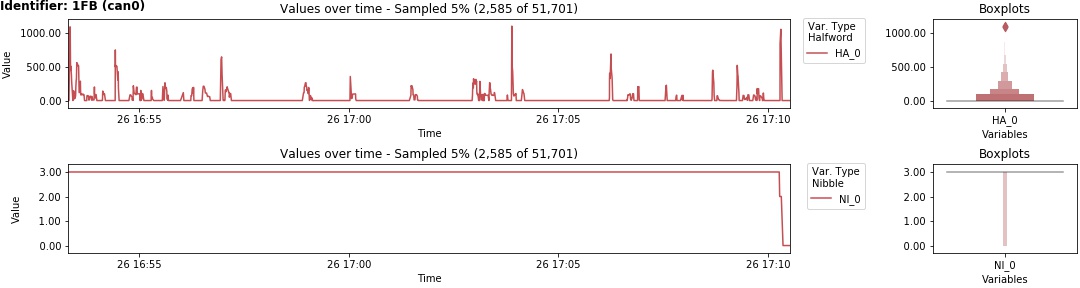 Identifier: 1FB (can0)
Values over time - Sampled 5% (2,585 of 51,701)
Boxplots
Value
1000.00
500.00
0.00
26 16:55
26 17:00
26 17:05
26 17:10
Time
Var. Type
Halfword
HA_0
1000.00
500.00
0.00
HA_0
Variables
Values over time - Sampled 5% (2,585 of 51,701)
Boxplots
Value
3.00
2.00
1.00
0.00
26 16:55
26 17:00
26 17:05
26 17:10
Time
Var. Type
Nibble
NI_0
3.00
2.00
1.00
0.00
NI_0
Variables